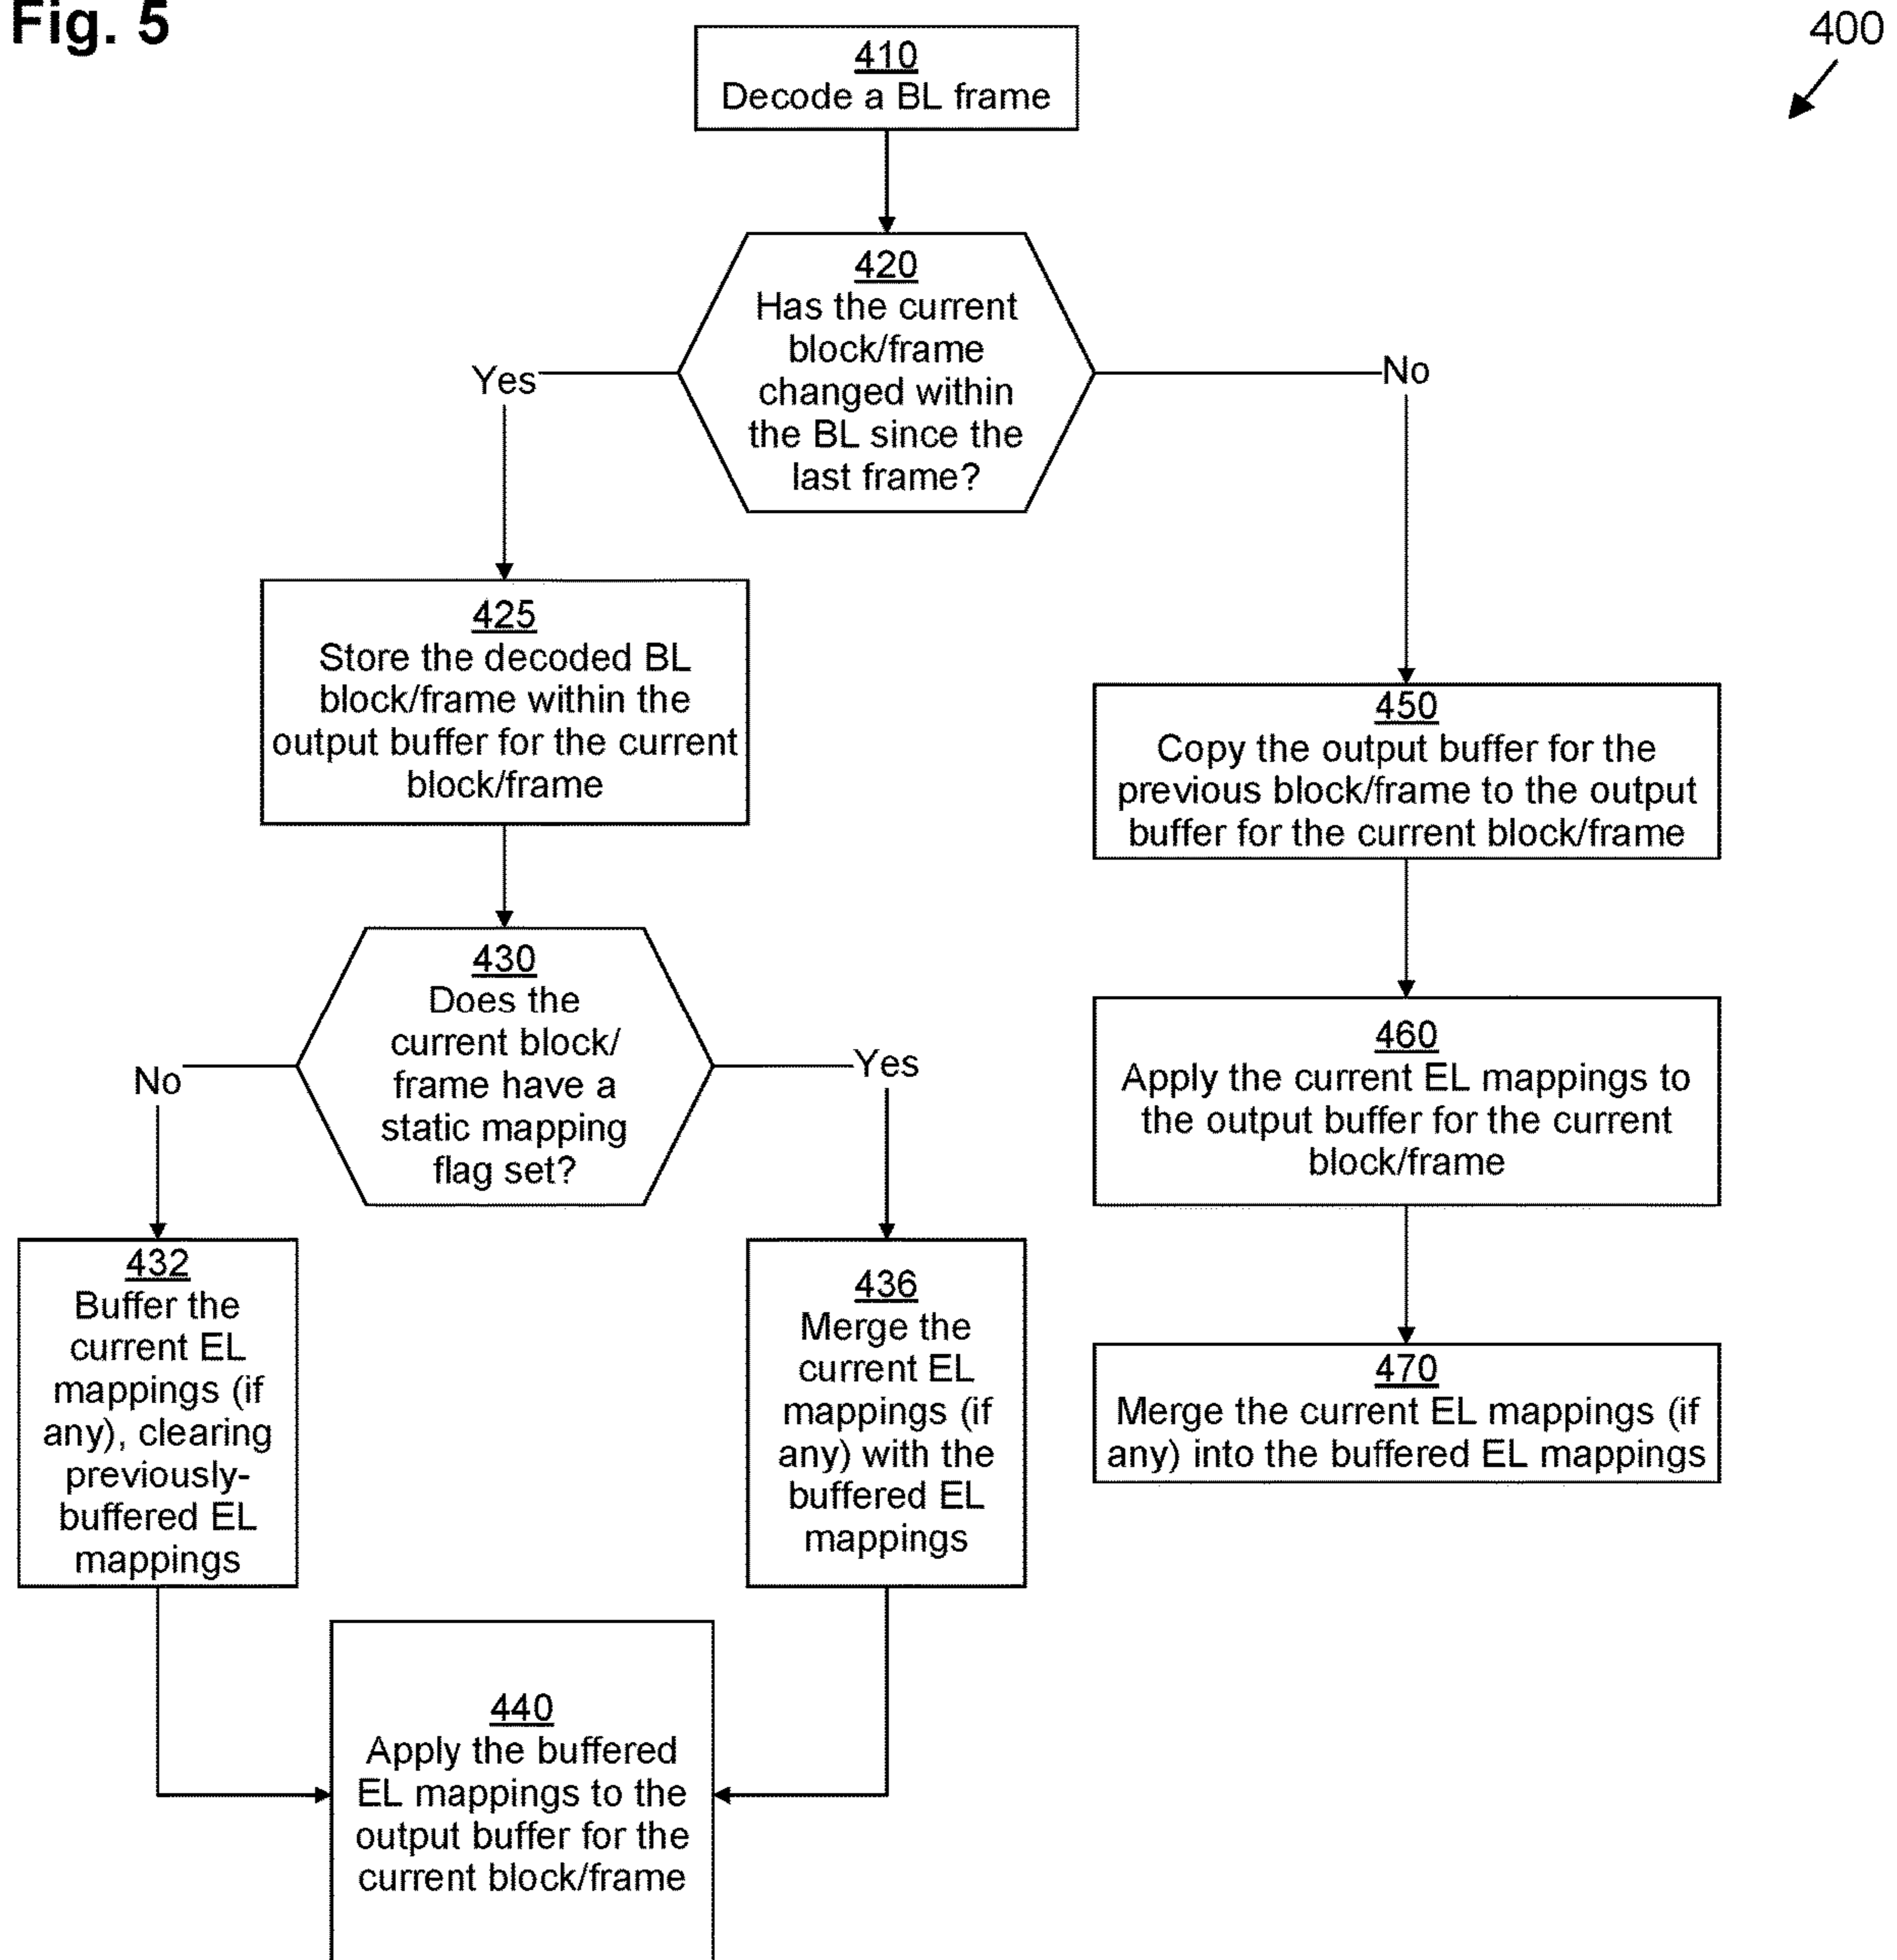 Fig. 5
400
410
Decode a BL frame
420
Has the current
block/frame
changed within
the BL since the
last frame?
Yes
No
425
Store the decoded BL
block/frame within the
output buffer for the current
block/frame
450
Copy the output buffer for the
previous block/frame to the output
buffer for the current block/frame
430
Does the
current block/
frame have a
static mapping
flag set?
No
Yes
460
Apply the current EL mappings to
the output buffer for the current
block/frame
432
Buffer the
current EL
mappings (if
any), clearing
previously-
buffered EL
mappings
436
Merge the
current EL
mappings (if
any) with the
buffered EL
mappings
470
Merge the current EL mappings (if
any) into the buffered EL mappings
440
Apply the buffered
EL mappings to the
output buffer for the
current block/frame